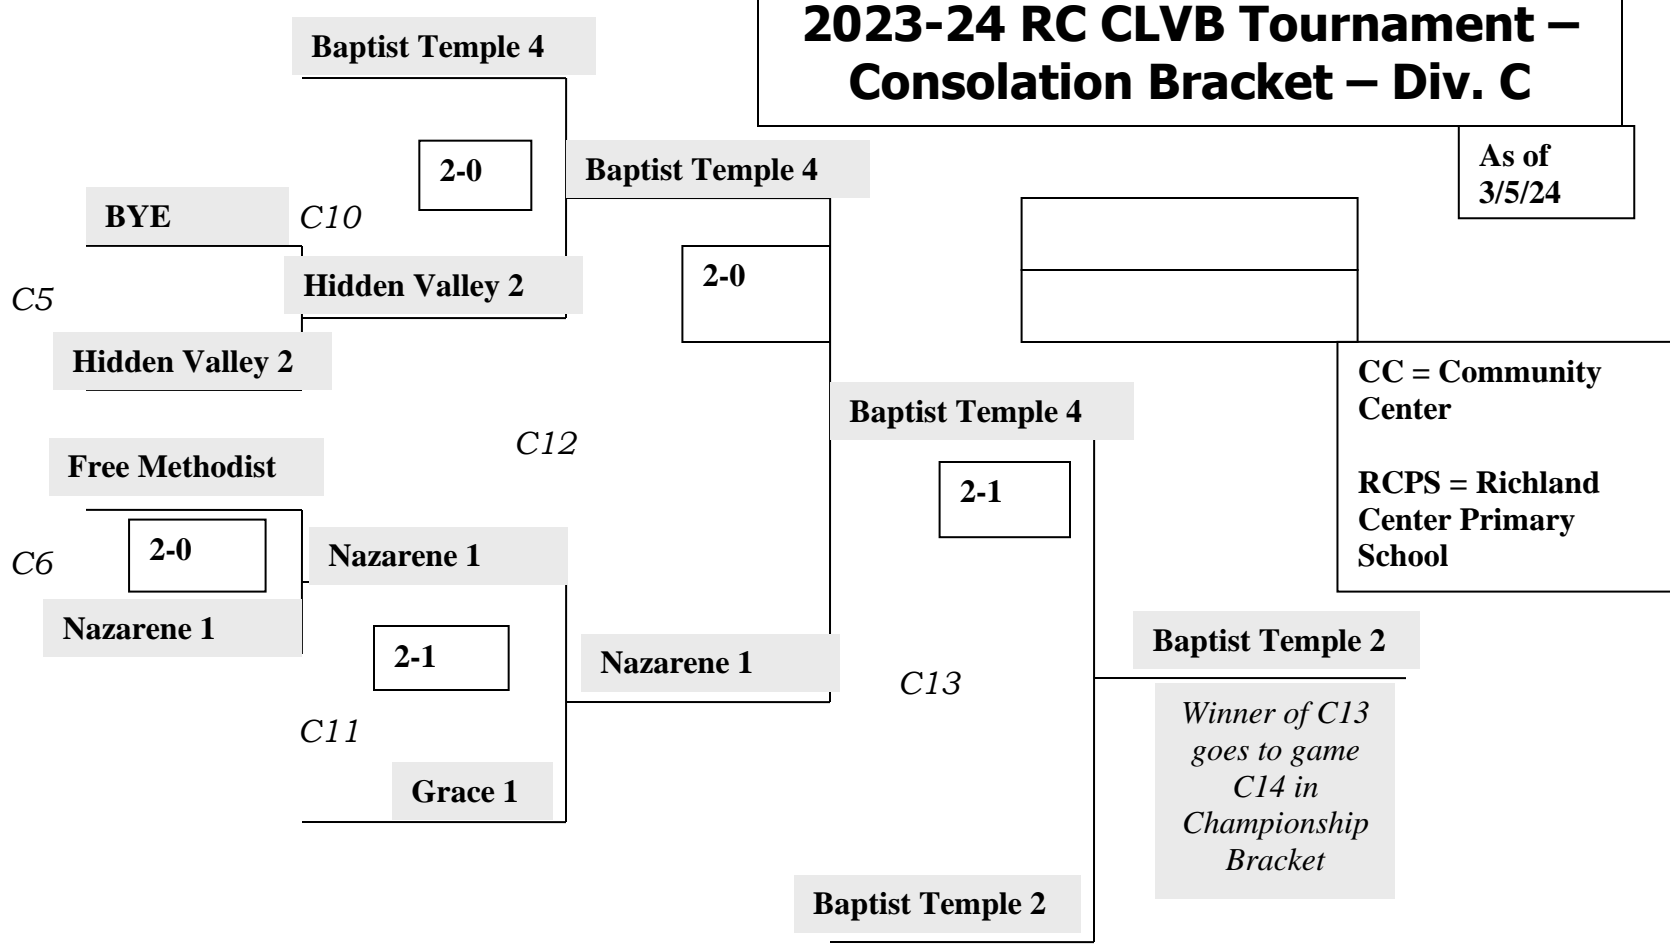 2023-24 RC CLVB Tournament –
Consolation Bracket – Div. C
As of
3/5/24
Baptist Temple 4
2-0
Baptist Temple 4
BYE
C10
Hidden Valley 2
2-0
C5
Hidden Valley 2
CC = Community
Center
RCPS = Richland
Center Primary
School
Baptist Temple 4
C12
Free Methodist
2-1
2-0
Nazarene 1
C6
Nazarene 1
2-1
Nazarene 1
C13
Baptist Temple 2
C11
Grace 1
Winner of C13
goes to game
C14 in
Championship
Bracket
Baptist Temple 2